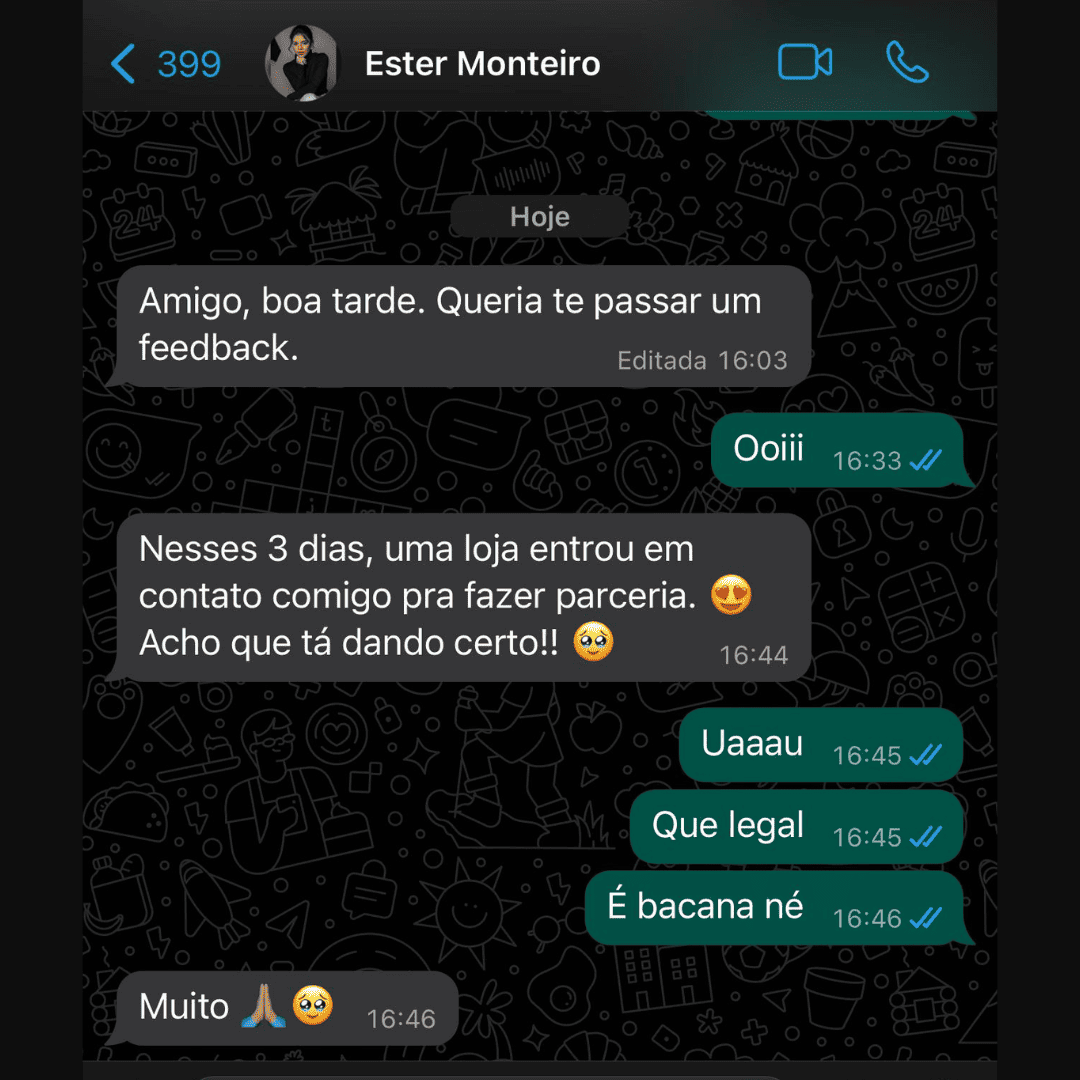 399
Ester Monteiro
Hoje
Amigo, boa tarde. Queria te passar um
feedback.
Editada 16:03
Ooiii 16:33
Nesses 3 dias, uma loja entrou em
contato comigo pra fazer parceria. 😍
Acho que tá dando certo!! 🥹
16:44
Uaaau 16:45
Que legal 16:45
É bacana né 16:46
Muito 🙏🏽🥹 16:46